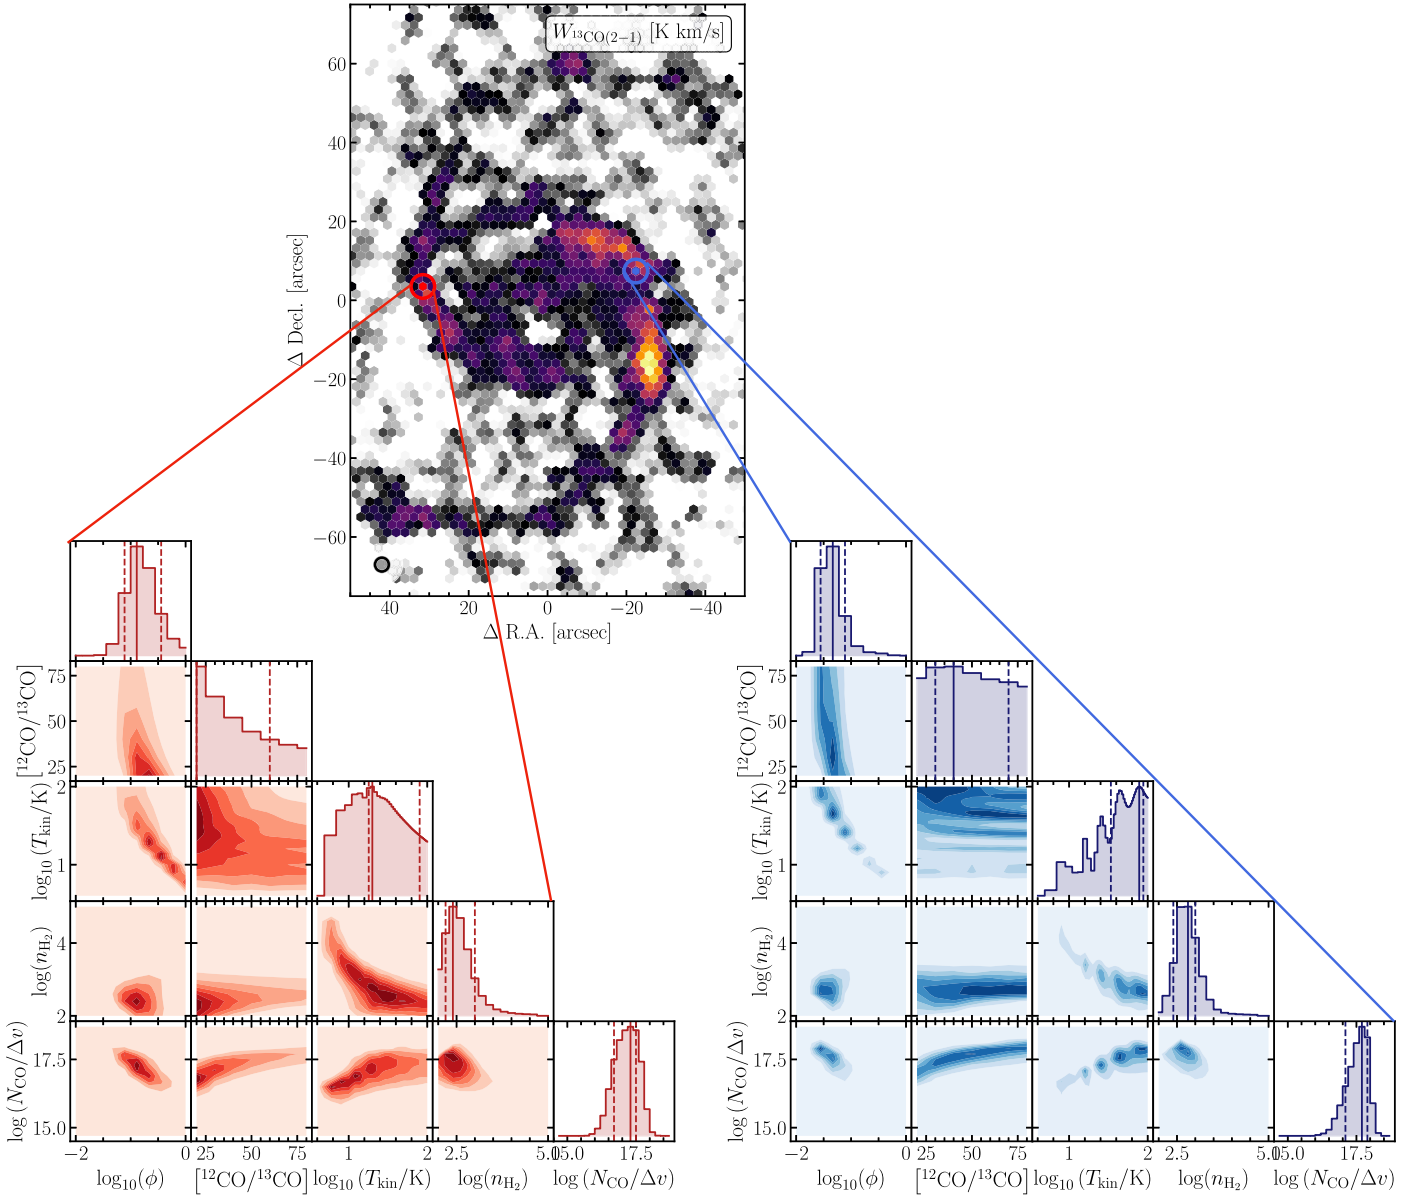 W13CO(2−1) [K km/s]
60
40
20
0
−20
−40
−60
Δ Decl. [arcsec]
40 20 0 −20 −40
Δ R.A. [arcsec]
[12CO/13CO]
75
50
25
log10 (Tkin/K)
2
1
log(nH2)
4
2
log (NCO/Δv)
17.5
15.0
−2 0 25 50 75 1 2 2.5 5.0 15.0 17.5
log10(ϕ) [12CO/13CO] log10 (Tkin/K) log(nH2) log (NCO/Δv)
[12CO/13CO]
75
50
25
log10 (Tkin/K)
2
1
log(nH2)
4
2
log (NCO/Δv)
17.5
15.0
−2 0 25 50 75 1 2 2.5 5.0 15.0 17.5
log10(ϕ) [12CO/13CO] log10 (Tkin/K) log(nH2) log (NCO/Δv)